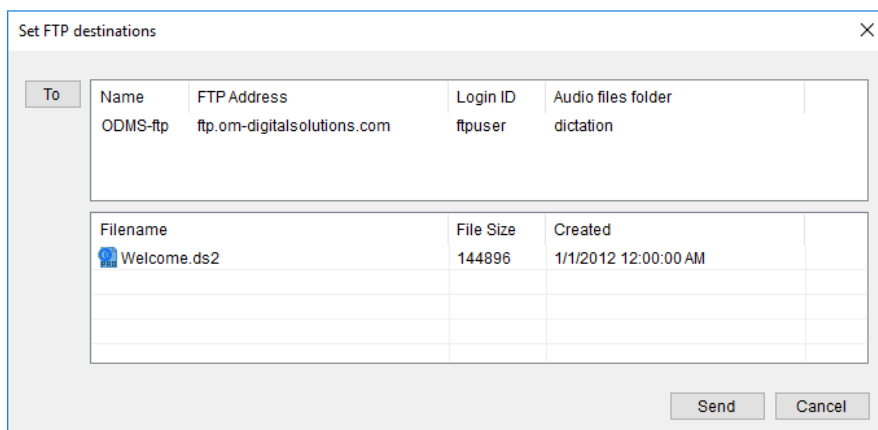 Set FTP destinations
To
Name FTP Address Login ID Audio files folder
ODMS-ftp ftp.om-digitalsolutions.com ftpuser dictation
Filename File Size Created
PRO Welcome.ds2 144896 1/1/2012 12:00:00 AM
Send Cancel